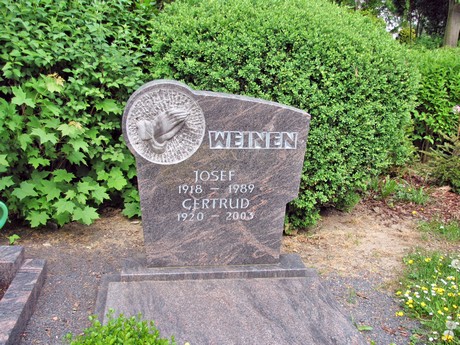 WEINEN
JOSEF
1918 - 1989
GERTRUD
1920 - 2003